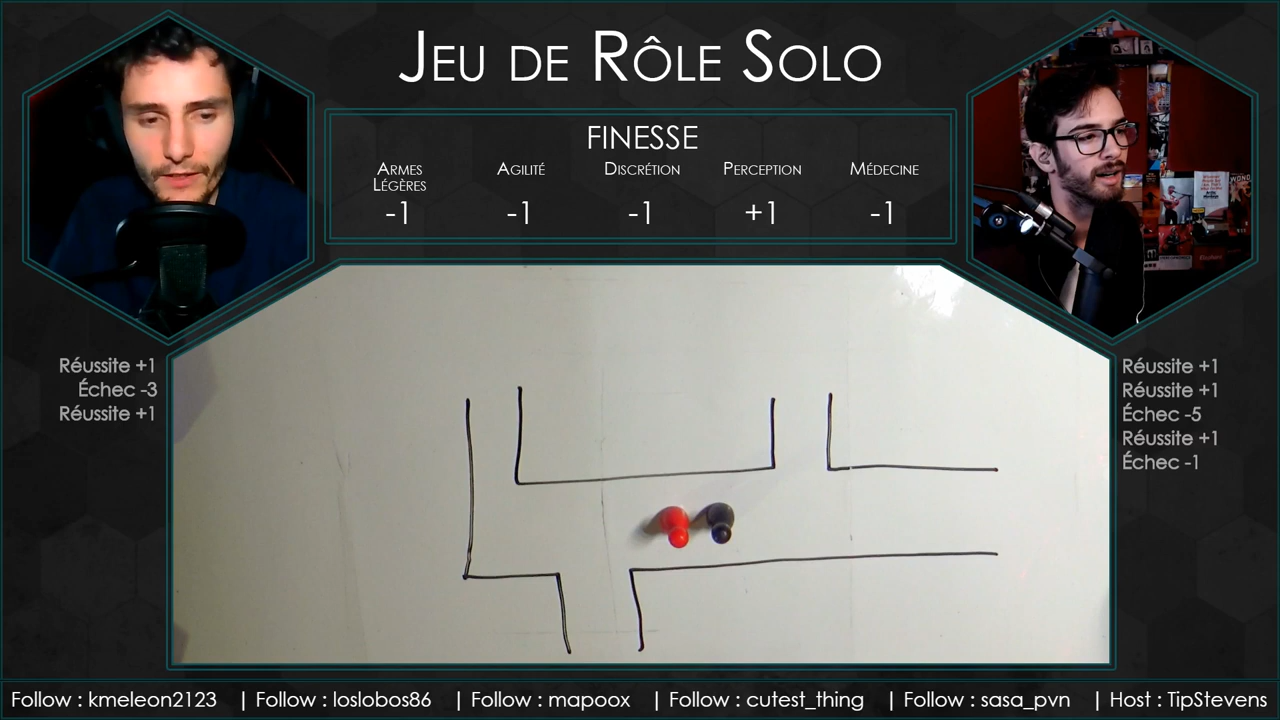 JEU DE RÔLE SOLO
FINESSE
ARMES LÉGÈRES
AGILITÉ
DISCRÉTION
PERCEPTION
MÉDECINE
-1
-1
-1
+1
-1
Réussite +1
Échec -3
Réussite +1
Réussite +1
Réussite +1
Échec -5
Réussite +1
Échec -1
Follow : kmeleon2123 | Follow : loslobos86 | Follow : mapoox | Follow : cutest_thing | Follow : sasa_pvn | Host : TipStevens